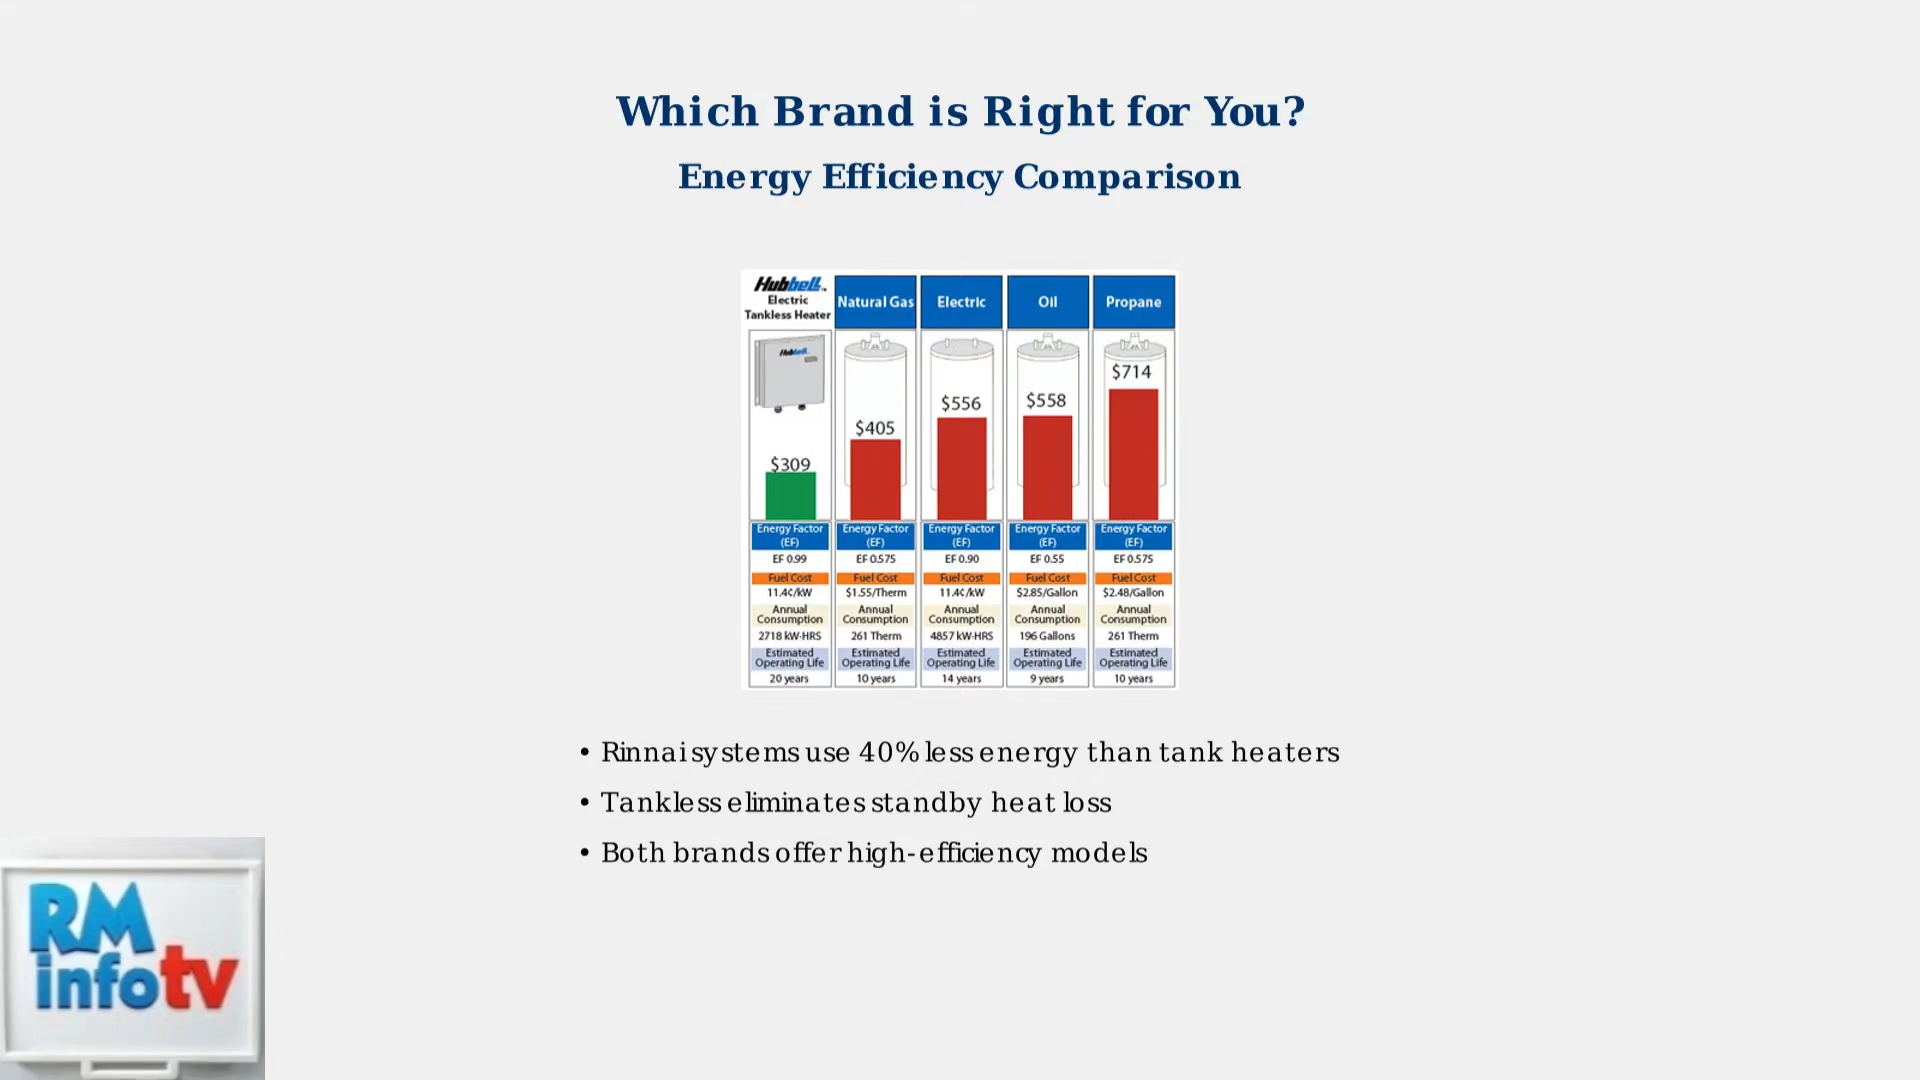 Which Brand is Right for You?
Energy Efficiency Comparison
Hubbell™
Electric
Tankless Heater
Natural Gas
Electric
Oil
Propane
Hubbell
$309
$405
$556
$558
$714
Energy Factor (EF) Energy Factor (EF) Energy Factor (EF) Energy Factor (EF) Energy Factor (EF)
EF 0.99 EF 0.575 EF 0.90 EF 0.55 EF 0.575
Fuel Cost Fuel Cost Fuel Cost Fuel Cost Fuel Cost
11.4¢/kW $1.55/Therm 11.4¢/kW $2.85/Gallon $2.48/Gallon
Annual Consumption Annual Consumption Annual Consumption Annual Consumption Annual Consumption
2718 kW-HRS 261 Therm 4857 kW-HRS 196 Gallons 261 Therm
Estimated Operating Life Estimated Operating Life Estimated Operating Life Estimated Operating Life Estimated Operating Life
20 years 10 years 14 years 9 years 10 years
• Rinnai systems use 40% less energy than tank heaters
• Tankless eliminates standby heat loss
• Both brands offer high-efficiency models
RM
infotv